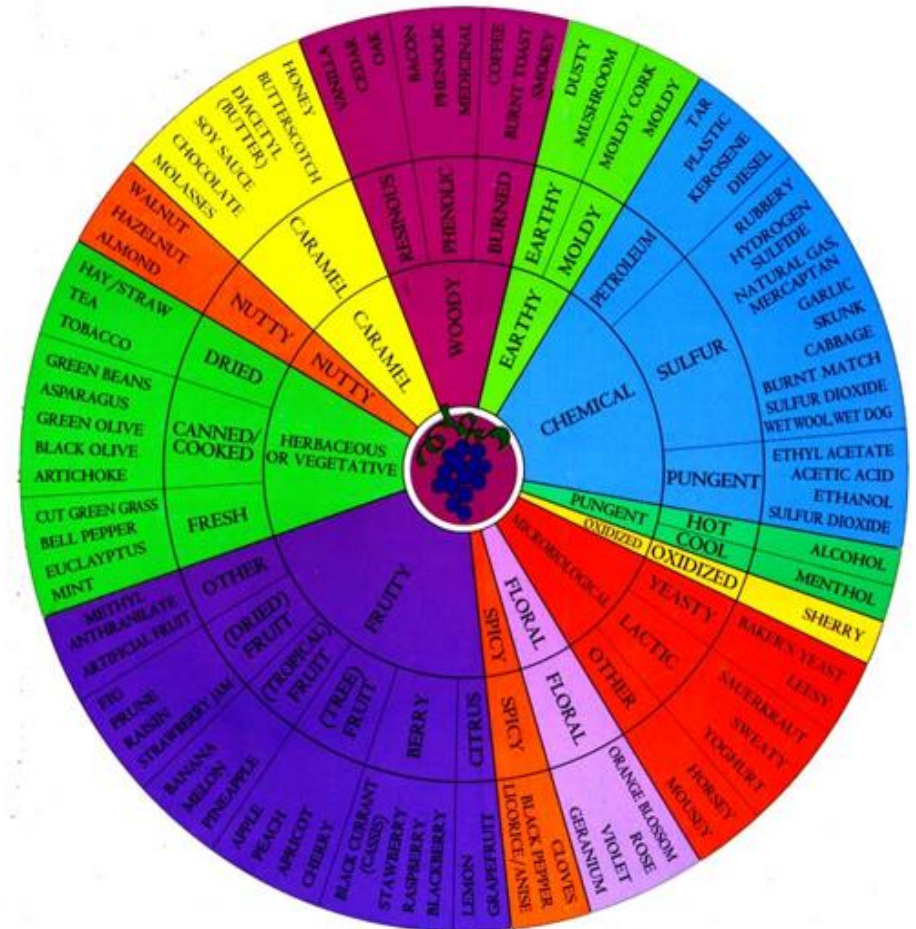 WOODY
RESINOUS
VANILLA
CEDAR
OAK
PHENOLIC
BACON
PHENOLIC
MEDICINAL
BURNED
COFFEE
BURNT TOAST
SMOKEY
EARTHY
EARTHY
DUSTY
MUSHROOM
MOLDY
MOLDY CORK
MOLDY
CHEMICAL
PETROLEUM
TAR
PLASTIC
KEROSENE
DIESEL
SULFUR
RUBBERY
HYDROGEN
SULFIDE
NATURAL GAS,
MERCAPTAN
GARLIC
SKUNK
CABBAGE
BURNT MATCH
SULFUR DIOXIDE
WET WOOL, WET DOG
PUNGENT
ETHYL ACETATE
ACETIC ACID
ETHANOL
SULFUR DIOXIDE
PUNGENT
HOT
ALCOHOL
COOL
MENTHOL
OXIDIZED
OXIDIZED
SHERRY
MICROBIOLOGICAL
YEASTY
BAKER'S YEAST
LEESY
LACTIC
SAUERKRAUT
SWEATY
YOGHURT
OTHER
HORSEY
MOUSEY
FLORAL
FLORAL
ORANGE BLOSSOM
ROSE
VIOLET
GERANIUM
SPICY
SPICY
CLOVES
BLACK PEPPER
LICORICE/ANISE
FRUITY
CITRUS
GRAPEFRUIT
LEMON
BERRY
BLACKBERRY
RASPBERRY
STAWBERRY
BLACK CURRANT
(CASSIS)
(TREE)
FRUIT
CHERRY
APRICOT
PEACH
APPLE
(TROPICAL)
FRUIT
PINEAPPLE
MELON
BANANA
(DRIED)
FRUIT
STRAWBERRY JAM
RAISIN
PRUNE
FIG
OTHER
ARTIFICIAL FRUIT
METHYL
ANTHRANILATE
HERBACEOUS
OR VEGETATIVE
FRESH
CUT GREEN GRASS
BELL PEPPER
EUCLAYPTUS
MINT
CANNED/
COOKED
GREEN BEANS
ASPARAGUS
GREEN OLIVE
BLACK OLIVE
ARTICHOKE
DRIED
HAY/STRAW
TEA
TOBACCO
NUTTY
NUTTY
WALNUT
HAZELNUT
ALMOND
CARAMEL
CARAMEL
HONEY
BUTTERSCOTCH
DIACETYL
(BUTTER)
SOY SAUCE
CHOCOLATE
MOLASSES